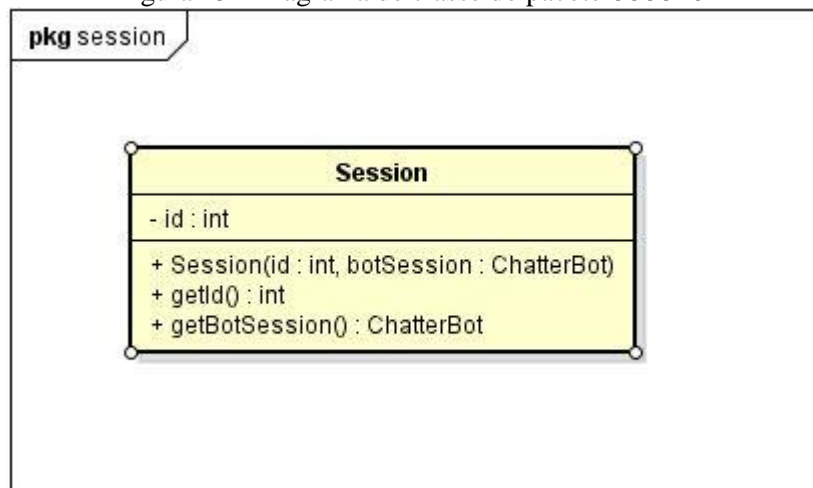 pkg session
Session
- id : int
+ Session(id : int, botSession : ChatterBot)
+ getId() : int
+ getBotSession() : ChatterBot